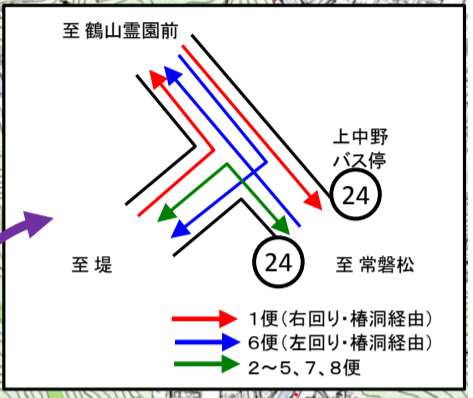 至 鶴山霊園前
上中野
バス停
24
24
至 堤
至 常磐松
1便(右回り・椿洞経由)
6便(左回り・椿洞経由)
2～5、7、8便